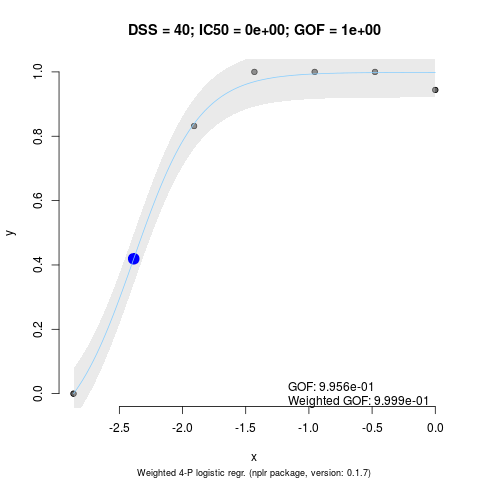 DSS = 40; IC50 = 0e+00; GOF = 1e+00
1.0
0.8
0.6
0.4
0.2
0.0
y
GOF: 9.956e-01
Weighted GOF: 9.999e-01
-2.5 -2.0 -1.5 -1.0 -0.5 0.0
x
Weighted 4-P logistic regr. (nplr package, version: 0.1.7)